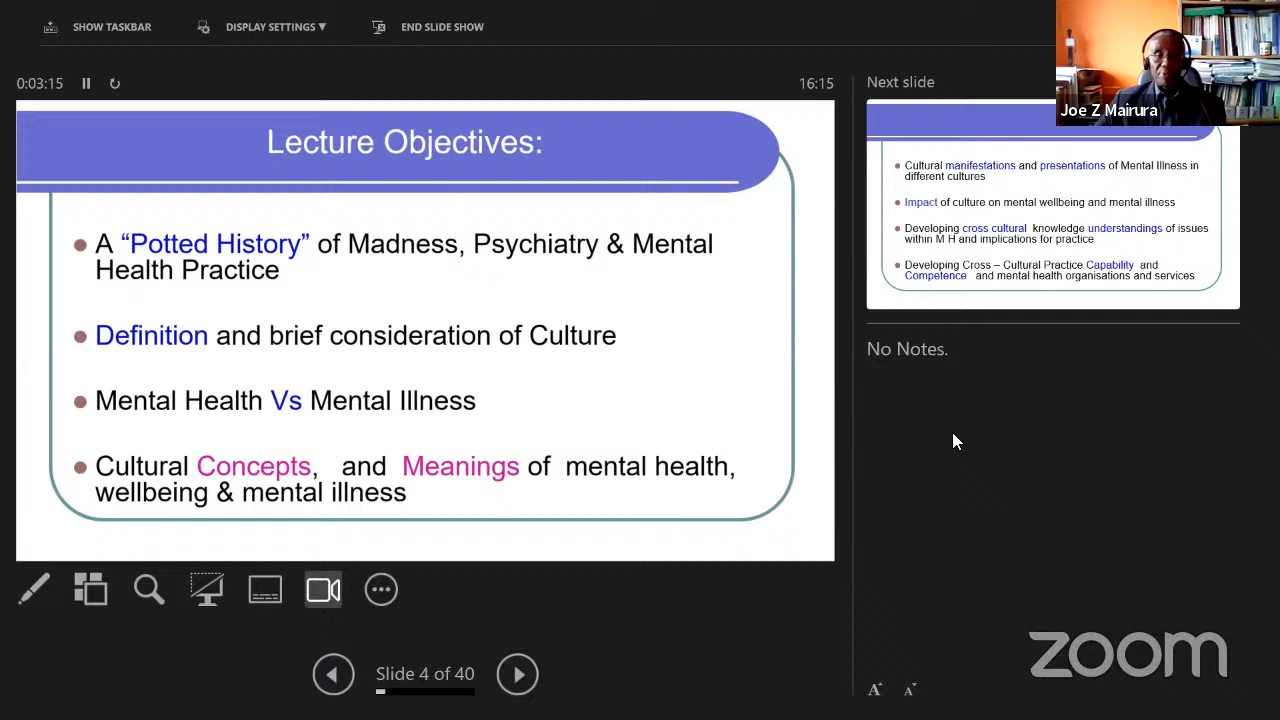 SHOW TASKBAR
DISPLAY SETTINGS ▼
END SLIDE SHOW
0:03:15
16:15
Lecture Objectives:
• A “Potted History” of Madness, Psychiatry & Mental
Health Practice
• Definition and brief consideration of Culture
• Mental Health Vs Mental Illness
• Cultural Concepts, and Meanings of mental health,
wellbeing & mental illness
Slide 4 of 40
Next slide
Joe Z Mairura
• Cultural manifestations and presentations of Mental Illness in
different cultures
• Impact of culture on mental wellbeing and mental illness
• Developing cross cultural knowledge understandings of issues
within M H and implications for practice
• Developing Cross – Cultural Practice Capability and
Competence and mental health organisations and services
No Notes.
zoom
A A